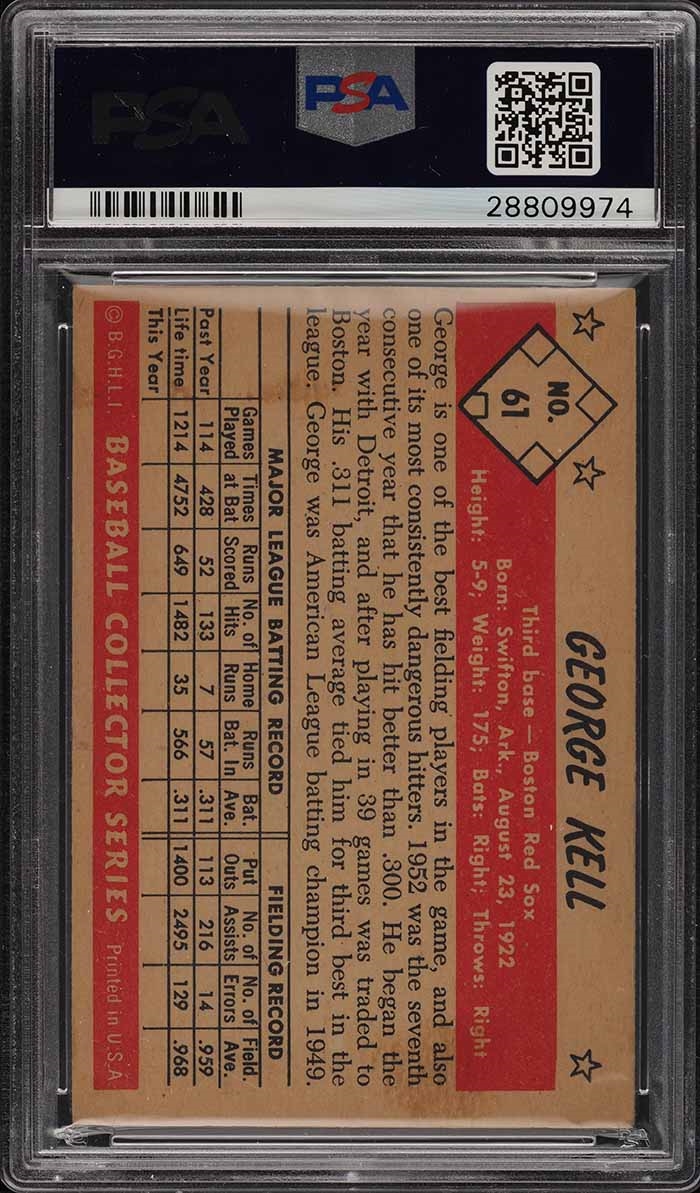 PSA
PSA
28809974
NO.
61
GEORGE KELL
Third base — Boston Red Sox
Born: Swifton, Ark., August 23, 1922
Height: 5-9; Weight: 175; Bats: Right; Throws: Right
George is one of the best fielding players in the game, and also
one of its most consistently dangerous hitters. 1952 was the seventh
consecutive year that he has hit better than .300. He began the
year with Detroit, and after playing in 39 games was traded to
Boston. His .311 batting average tied him for third best in the
league. George was American League batting champion in 1949.
MAJOR LEAGUE BATTING RECORD FIELDING RECORD
Games Times Runs No. of Home Runs Bat. Put No. of No. of Field.
Played at Bat Scored Hits Runs Bat. In Ave. Outs Assists Errors Ave.
Past Year 114 428 52 133 7 57 .311 113 216 14 .959
Life time 1214 4752 649 1482 35 566 .311 1400 2495 129 .968
This Year
© B.G.H.L.I. BASEBALL COLLECTOR SERIES Printed in U.S.A